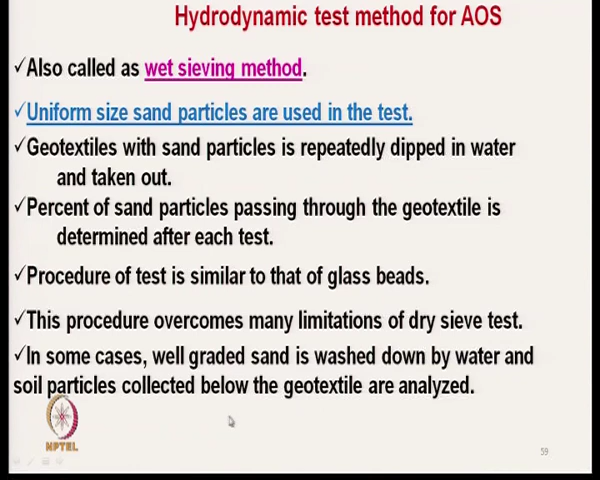 Hydrodynamic test method for AOS
✓Also called as wet sieving method.
✓Uniform size sand particles are used in the test.
✓Geotextiles with sand particles is repeatedly dipped in water
and taken out.
✓Percent of sand particles passing through the geotextile is
determined after each test.
✓Procedure of test is similar to that of glass beads.
✓This procedure overcomes many limitations of dry sieve test.
✓In some cases, well graded sand is washed down by water and
soil particles collected below the geotextile are analyzed.
NPTEL
59